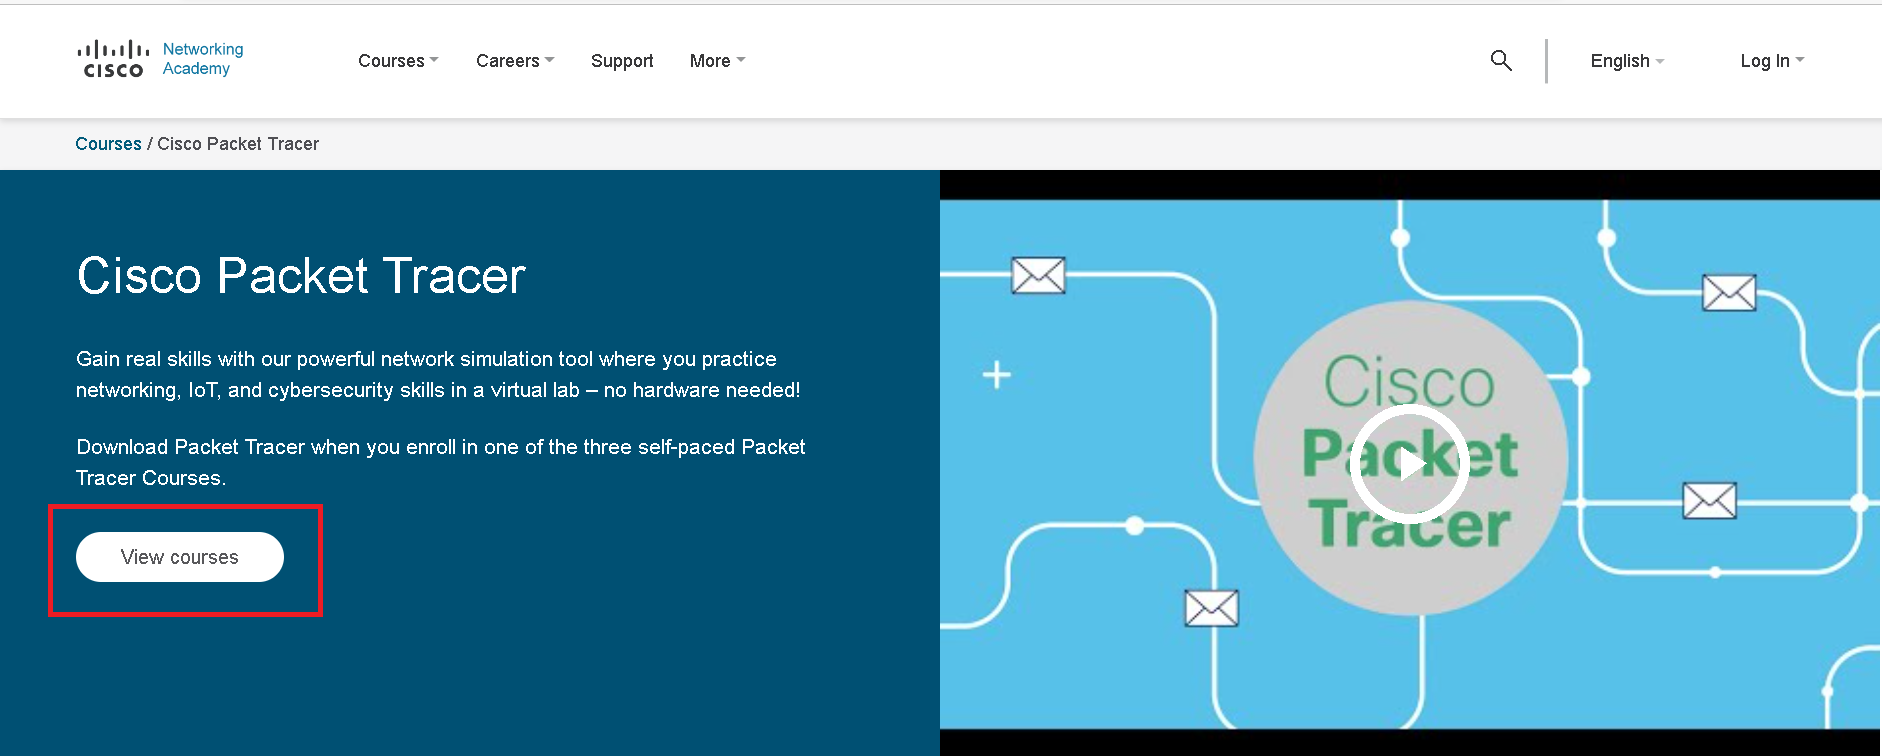 CISCO
Networking
Academy
Courses
Careers
Support
More
English
Log In
Courses / Cisco Packet Tracer
Cisco Packet Tracer
Gain real skills with our powerful network simulation tool where you practice
networking, IoT, and cybersecurity skills in a virtual lab – no hardware needed!
Download Packet Tracer when you enroll in one of the three self-paced Packet
Tracer Courses.
View courses
Cisco
Packet
Tracer